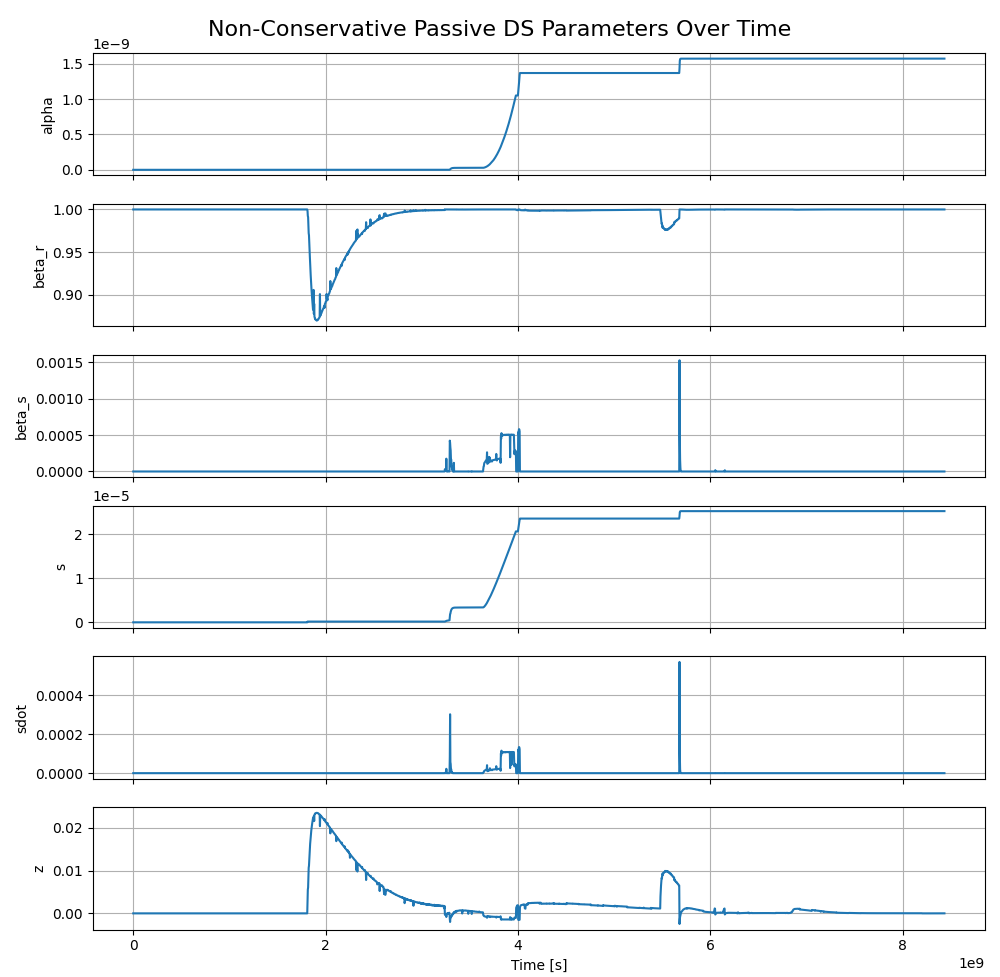 Non-Conservative Passive DS Parameters Over Time
1e−9
1.5
1.0
0.5
0.0
alpha
1.00
0.95
0.90
beta_r
0.0015
0.0010
0.0005
0.0000
beta_s
1e−5
2
1
0
s
0.0004
0.0002
0.0000
sdot
0.02
0.01
0.00
z
0 2 4 6 8
Time [s]
1e9